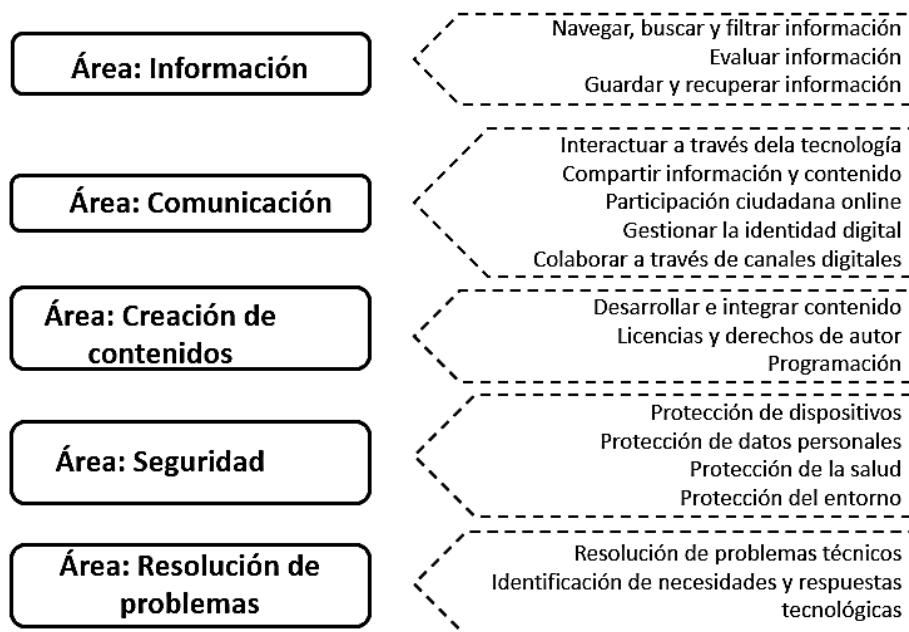 Área: Información
Navegar, buscar y filtrar información
Evaluar información
Guardar y recuperar información
Área: Comunicación
Interactuar a través dela tecnología
Compartir información y contenido
Participación ciudadana online
Gestionar la identidad digital
Colaborar a través de canales digitales
Área: Creación de
contenidos
Desarrollar e integrar contenido
Licencias y derechos de autor
Programación
Área: Seguridad
Protección de dispositivos
Protección de datos personales
Protección de la salud
Protección del entorno
Área: Resolución de
problemas
Resolución de problemas técnicos
Identificación de necesidades y respuestas
tecnológicas